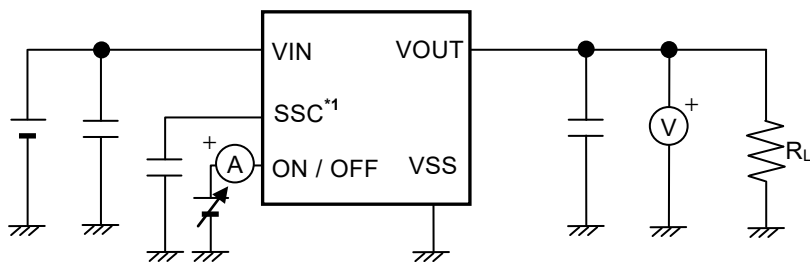 VIN VOUT
SSC*1
+
V
+
A
ON / OFF VSS
RL